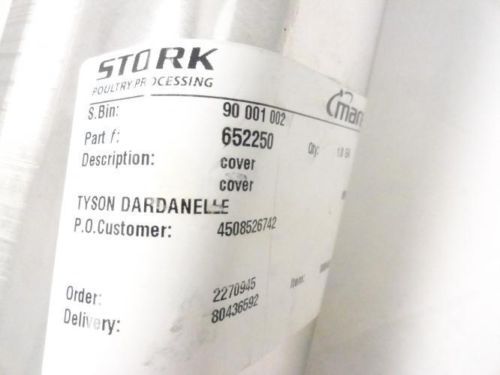 STORK
POULTRY PROCESSING
S.Bin: 90 001 002
Part #: 652250 Qty:
Description: cover
cover
TYSON DARDANELLE
P.O.Customer: 4508526742
Order: 2270945
Delivery: 80436592